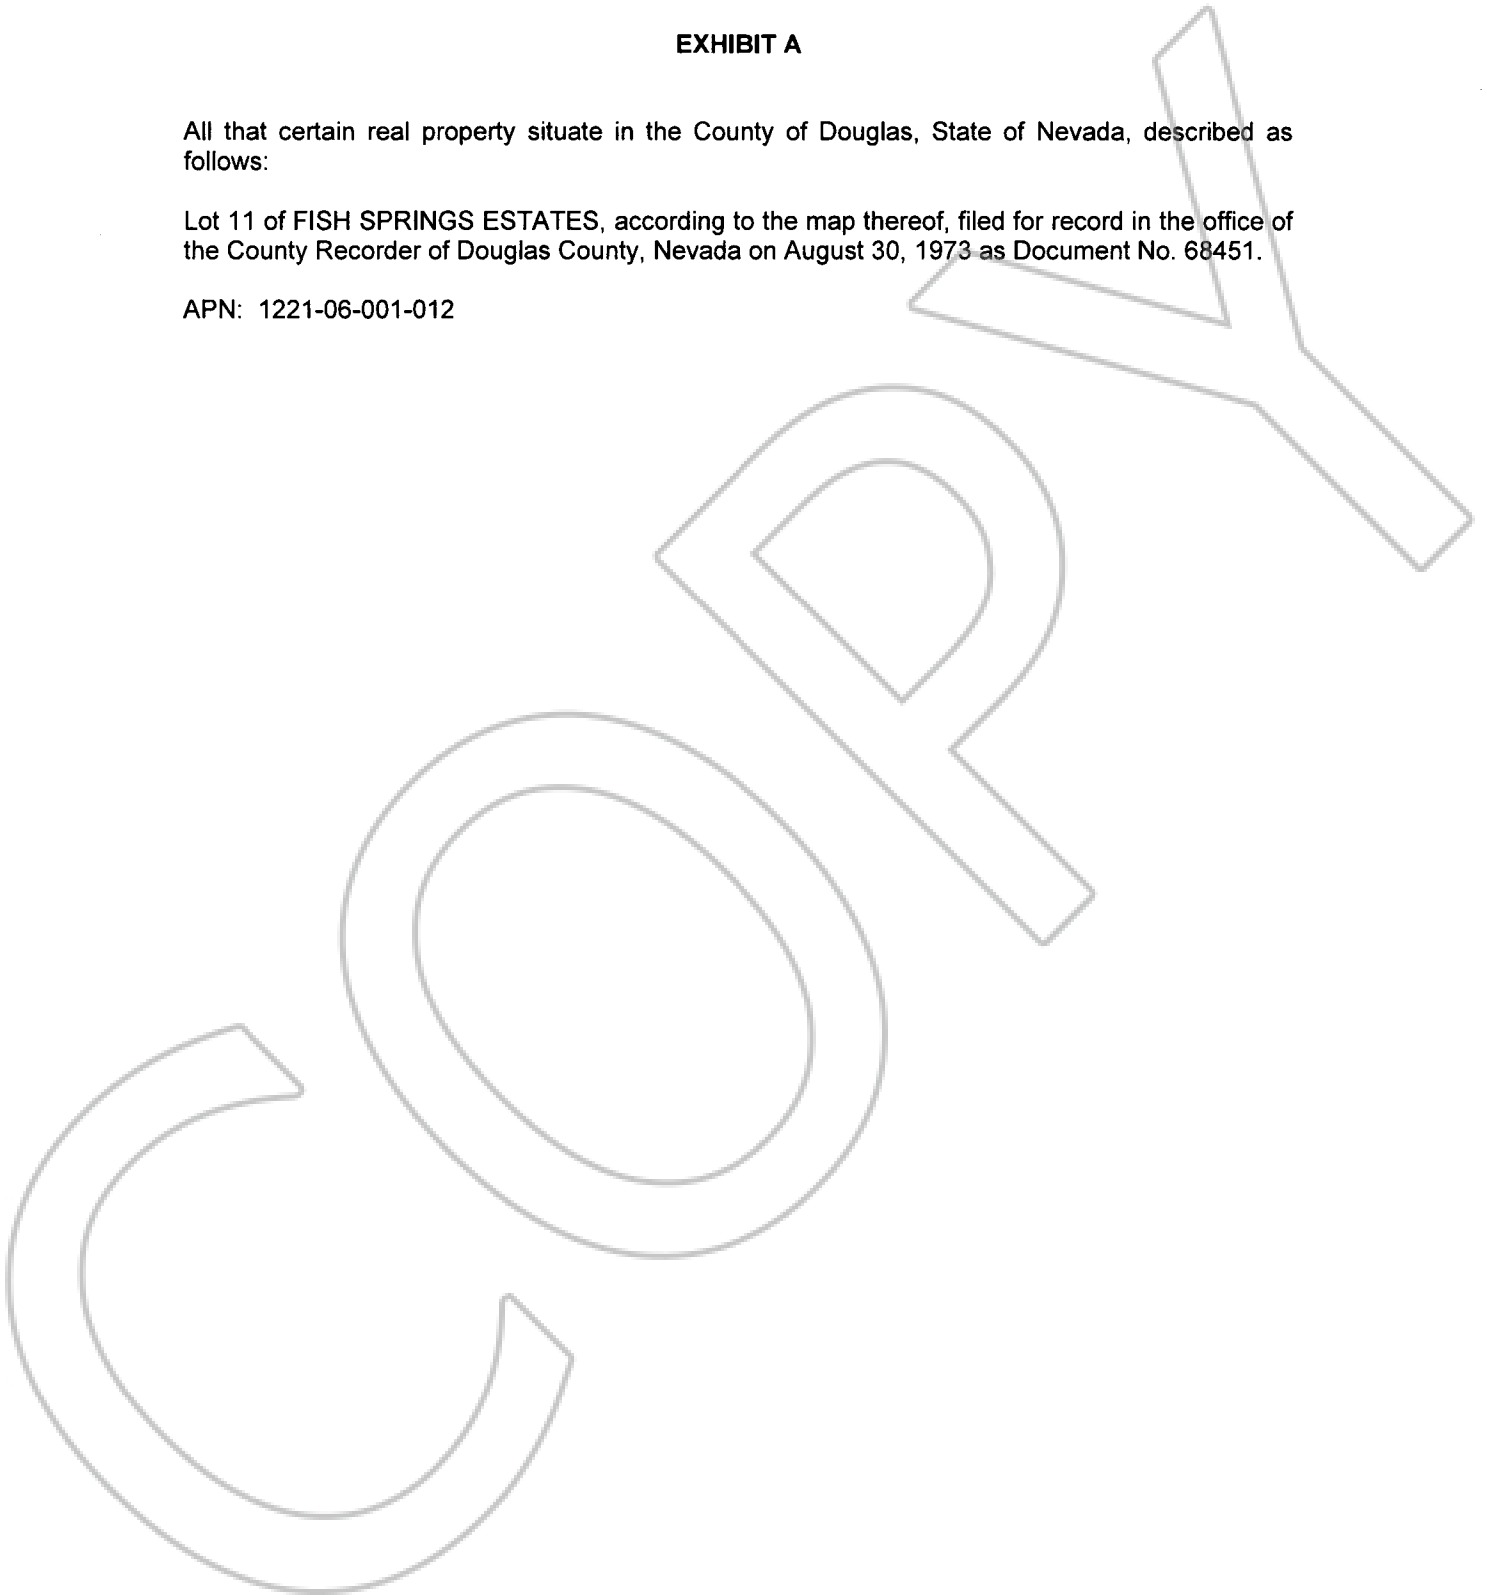 EXHIBIT A
All that certain real property situate in the County of Douglas, State of Nevada, described as
follows:
Lot 11 of FISH SPRINGS ESTATES, according to the map thereof, filed for record in the office of
the County Recorder of Douglas County, Nevada on August 30, 1973 as Document No. 68451.
APN: 1221-06-001-012
COPY